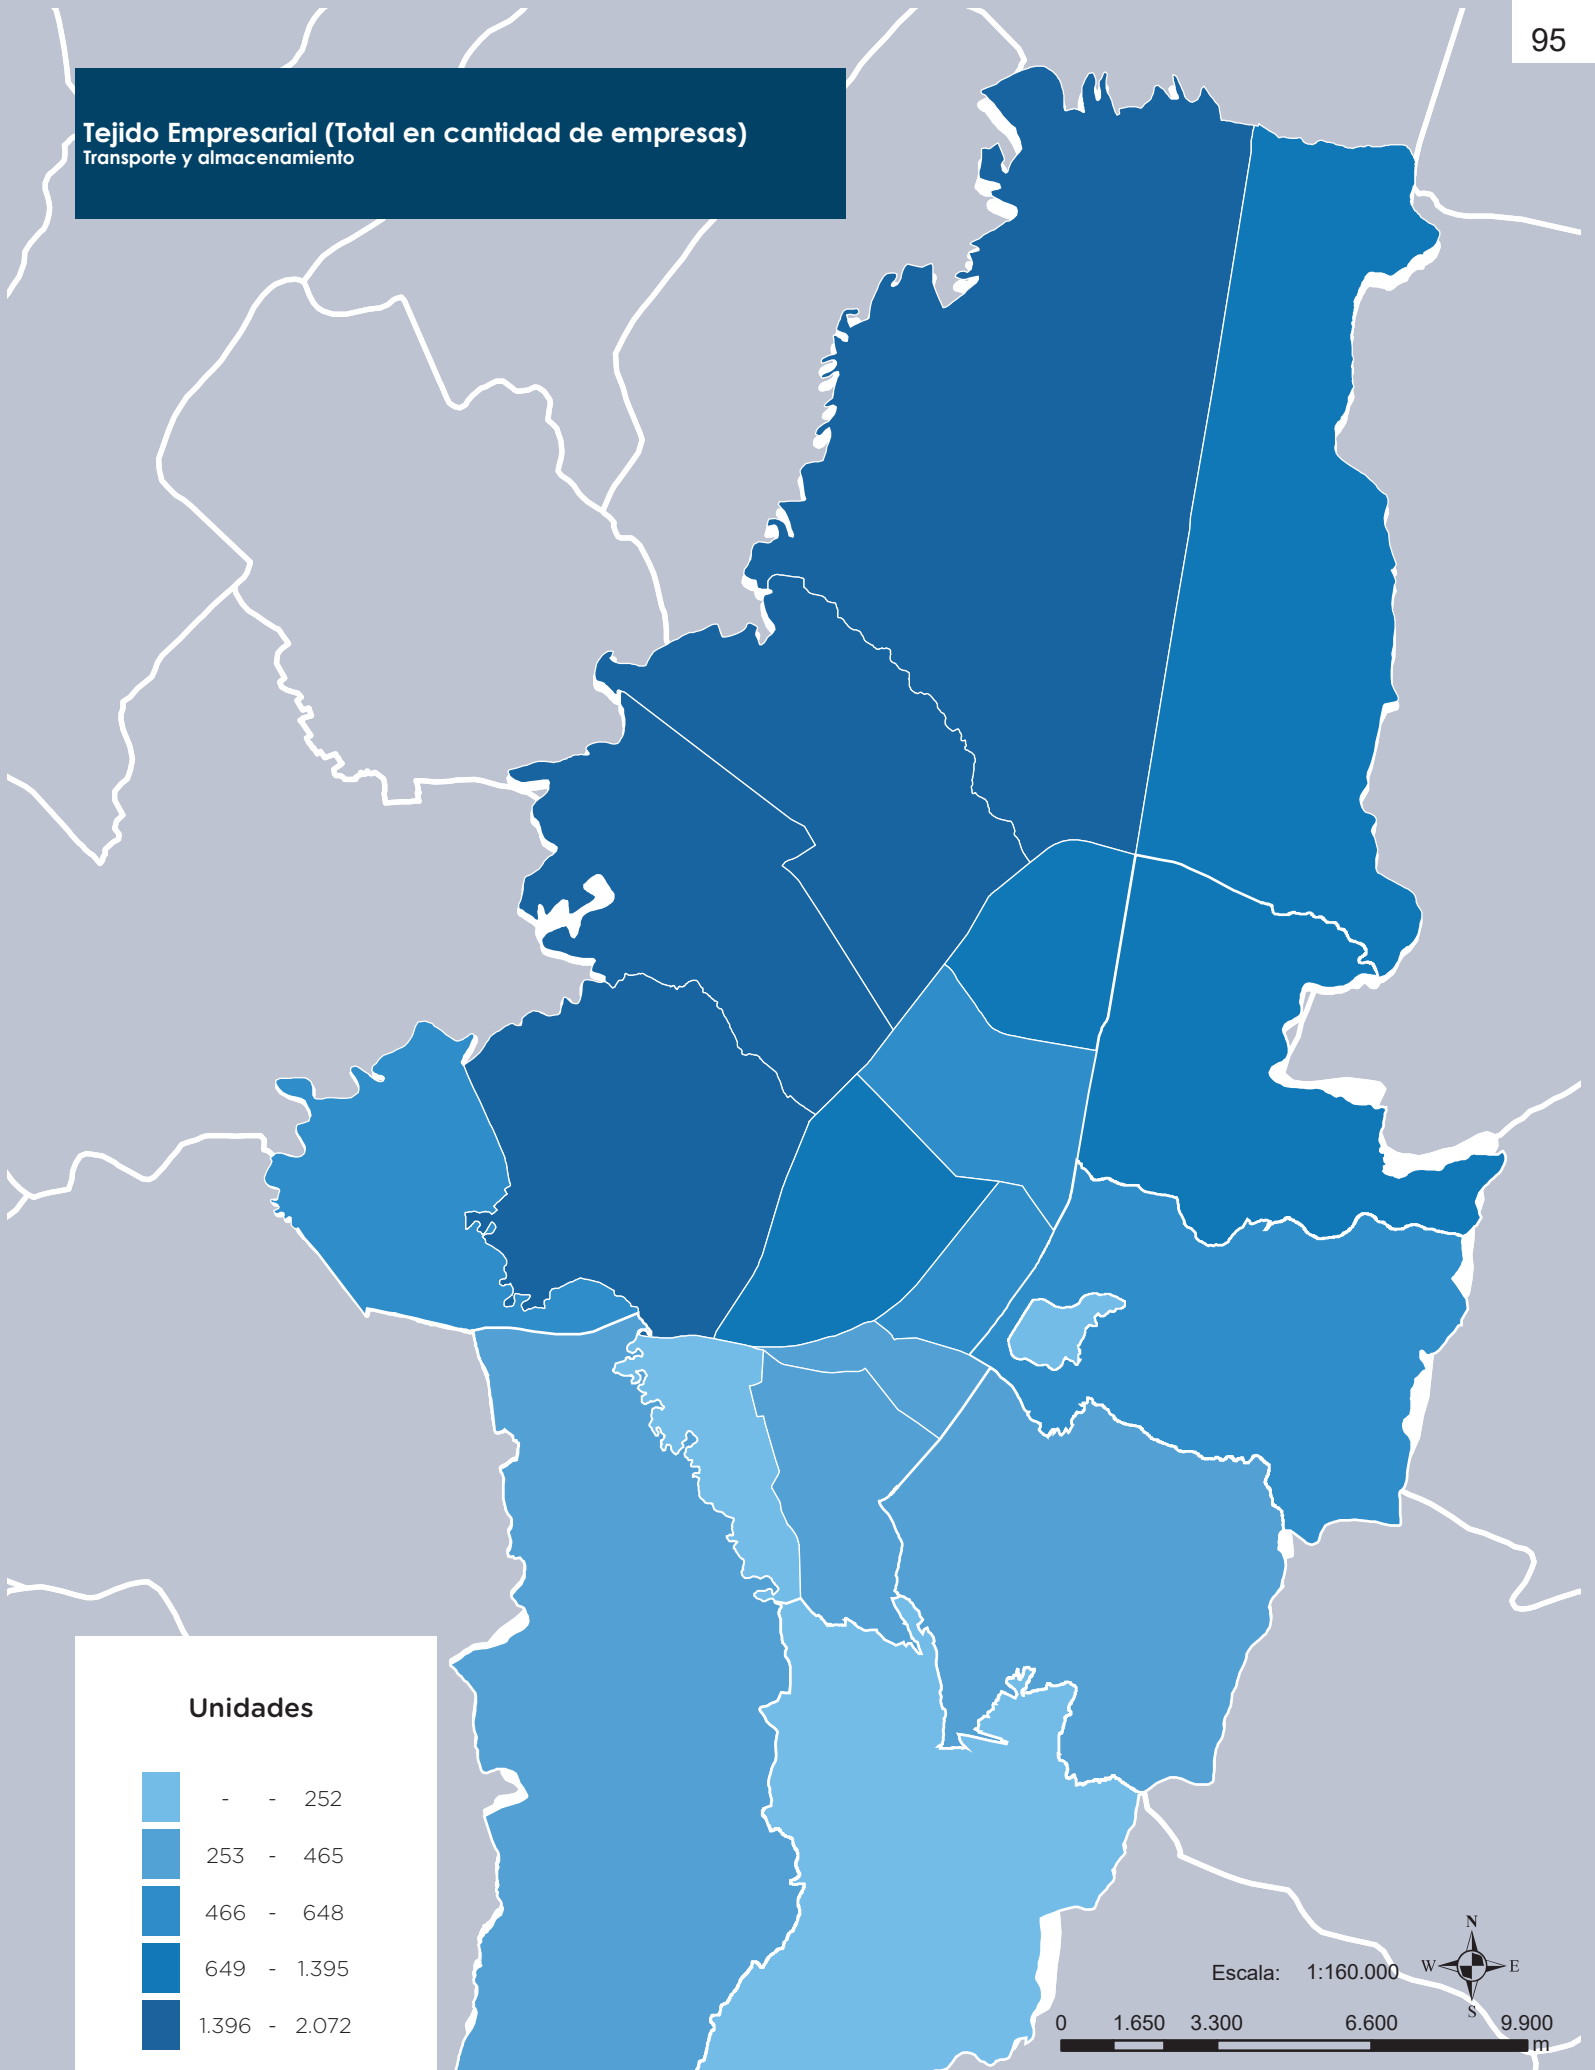 95
Tejido Empresarial (Total en cantidad de empresas)
Transporte y almacenamiento
Unidades
- - 252
253 - 465
466 - 648
649 - 1.395
1.396 - 2.072
N
W E
S
Escala: 1:160.000
0 1.650 3.300 6.600 9.900
m